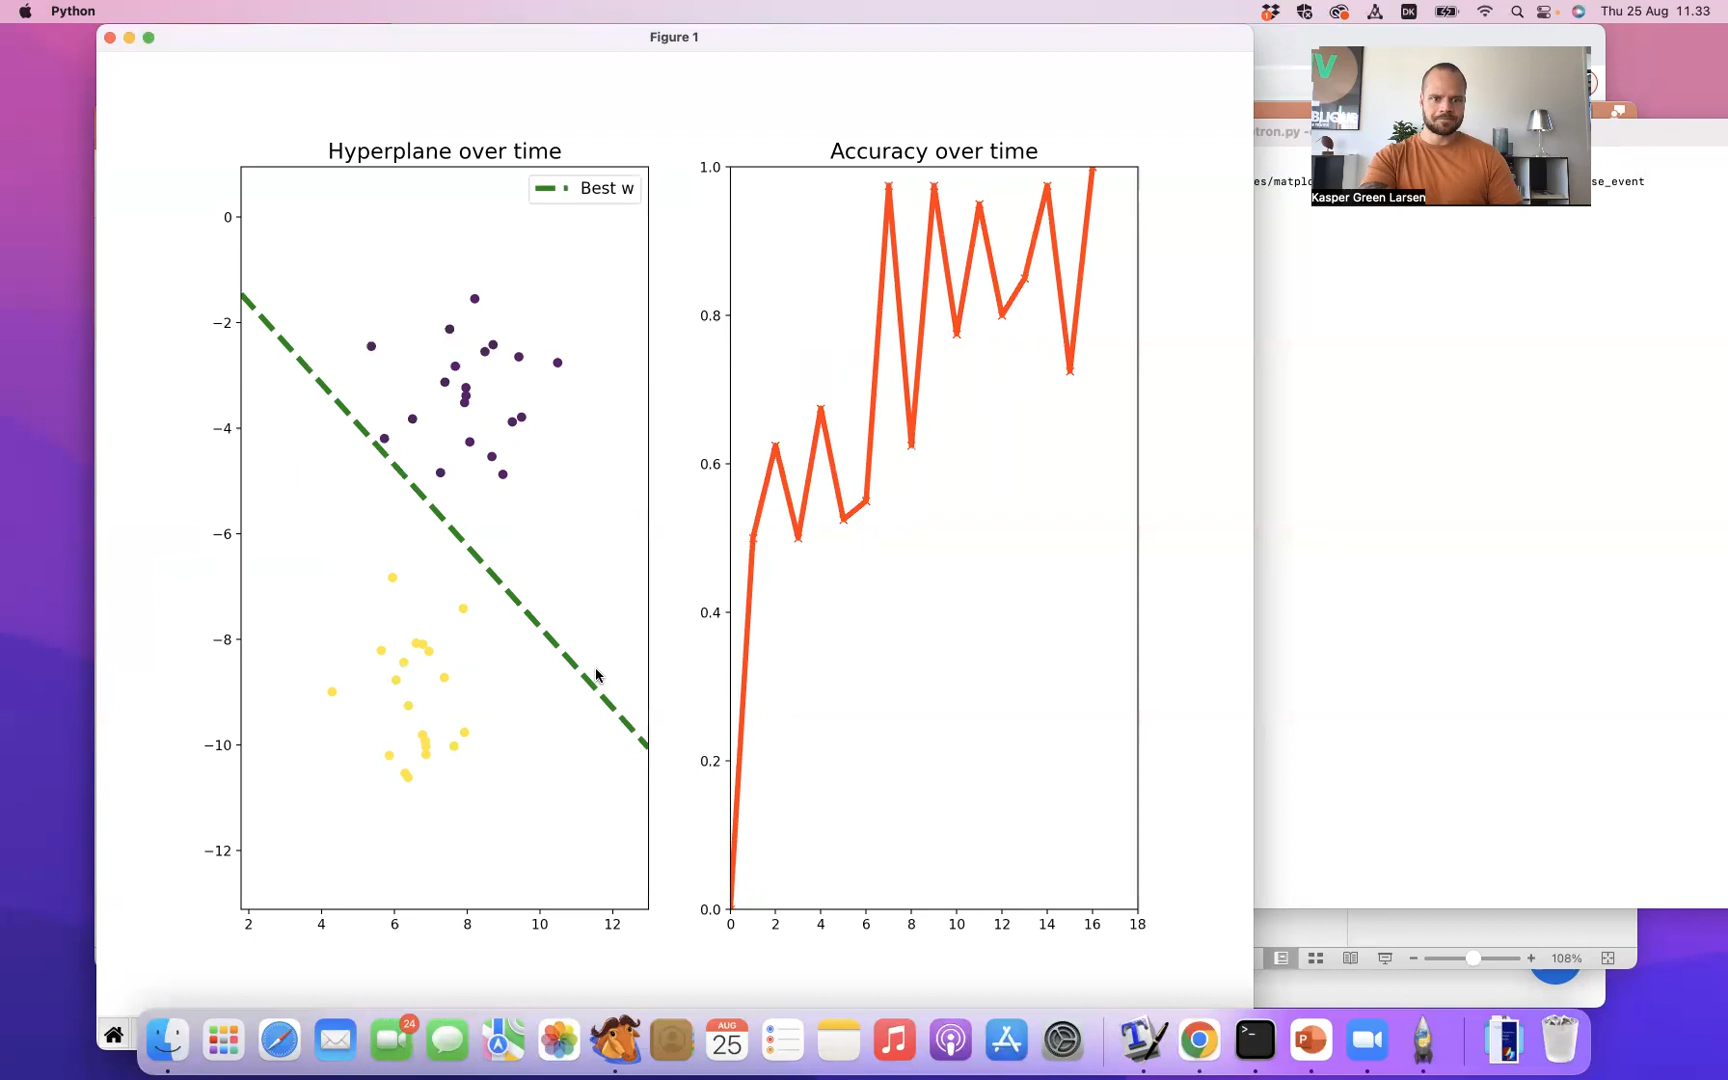 Python
DK
Thu 25 Aug 11.33
Figure 1
Hyperplane over time
Best w
0
−2
−4
−6
−8
−10
−12
2 4 6 8 10 12
Accuracy over time
1.0
0.8
0.6
0.4
0.2
0.0
0 2 4 6 8 10 12 14 16 18
tron.py -
es/matplo
se_event
V
Kasper Green Larsen
108%
24
AUG
25